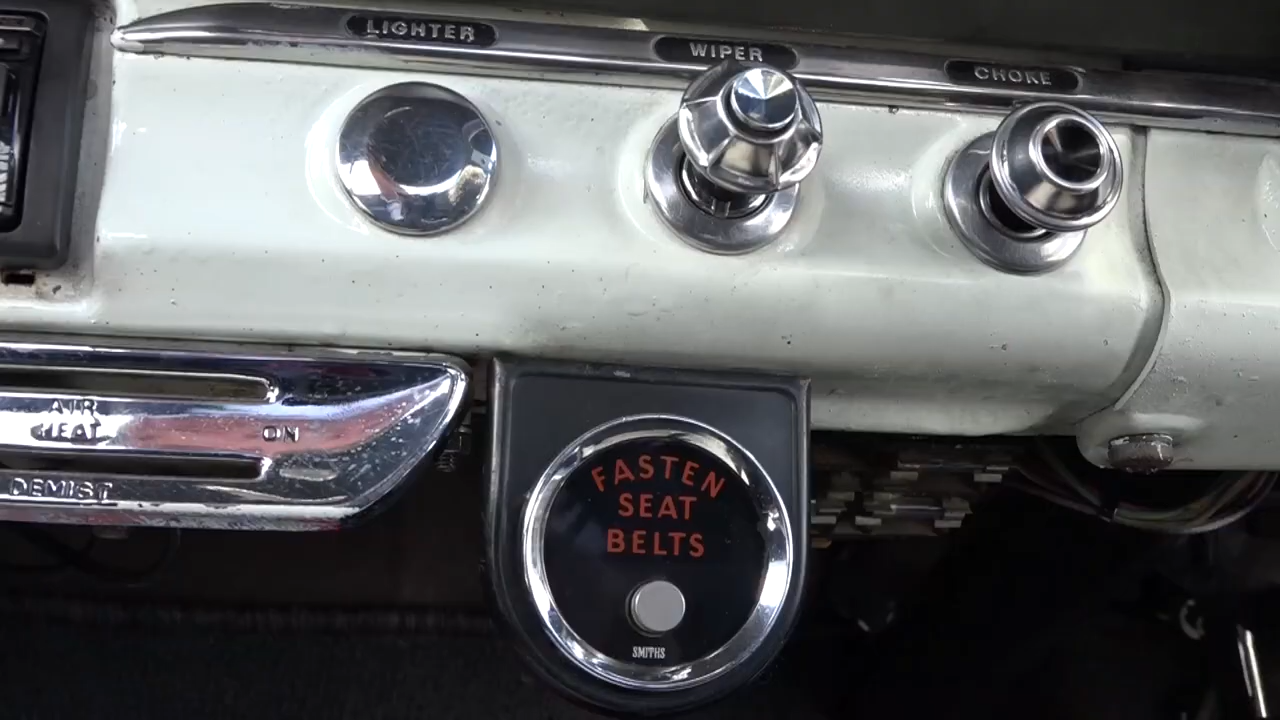 LIGHTER
WIPER
CHOKE
AIR
HEAT
ON
DEMIST
FASTEN
SEAT
BELTS
SMITHS